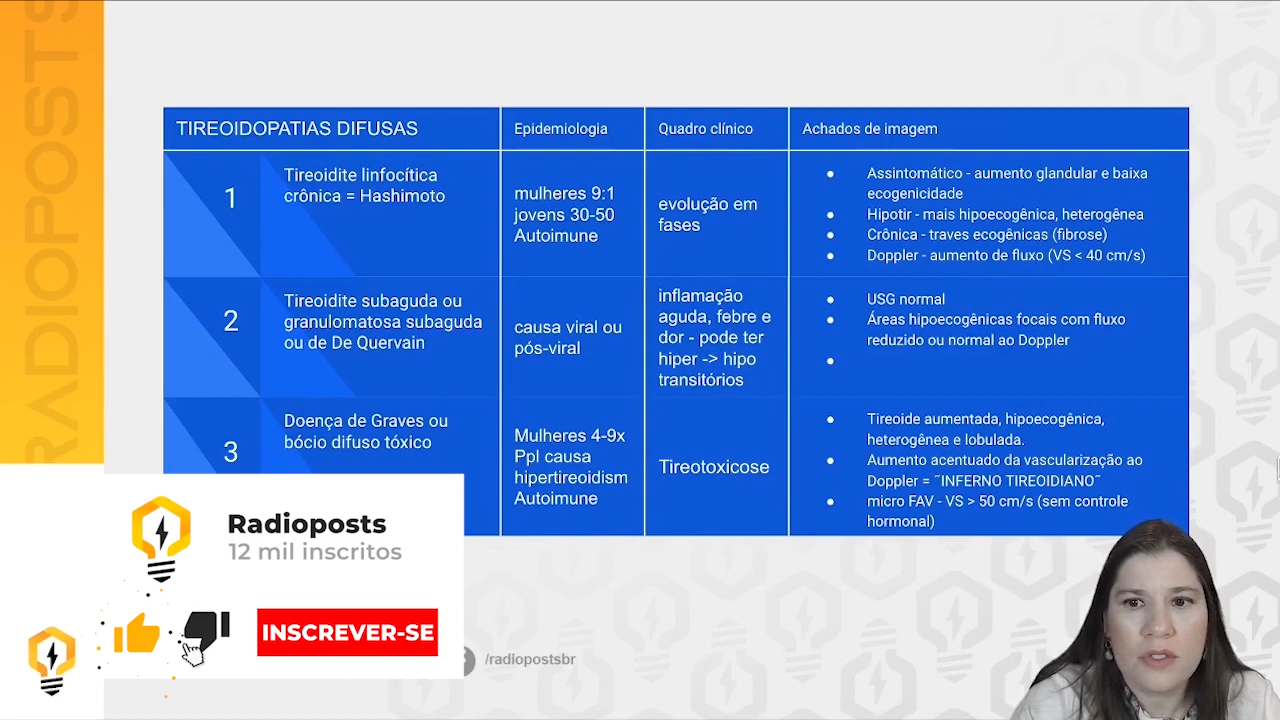 RADIOPOSTS
TIREOIDOPATIAS DIFUSAS
Epidemiologia
Quadro clínico
Achados de imagem
1
Tireoidite linfocítica
crônica = Hashimoto
mulheres 9:1
jovens 30-50
Autoimune
evolução em
fases
Assintomático - aumento glandular e baixa
ecogenicidade
Hipotir - mais hipoecogênica, heterogênea
Crônica - traves ecogênicas (fibrose)
Doppler - aumento de fluxo (VS < 40 cm/s)
2
Tireoidite subaguda ou
granulomatosa subaguda
ou de De Quervain
causa viral ou
pós-viral
inflamação
aguda, febre e
dor - pode ter
hiper -> hipo
transitórios
USG normal
Áreas hipoecogênicas focais com fluxo
reduzido ou normal ao Doppler
3
Doença de Graves ou
bócio difuso tóxico
Mulheres 4-9x
Ppl causa
hipertireoidism
Autoimune
Tireotoxicose
Tireoide aumentada, hipoecogênica,
heterogênea e lobulada.
Aumento acentuado da vascularização ao
Doppler = ˝INFERNO TIREOIDIANO˝
micro FAV - VS > 50 cm/s (sem controle
hormonal)
Radioposts
12 mil inscritos
INSCREVER-SE
/radiopostsbr